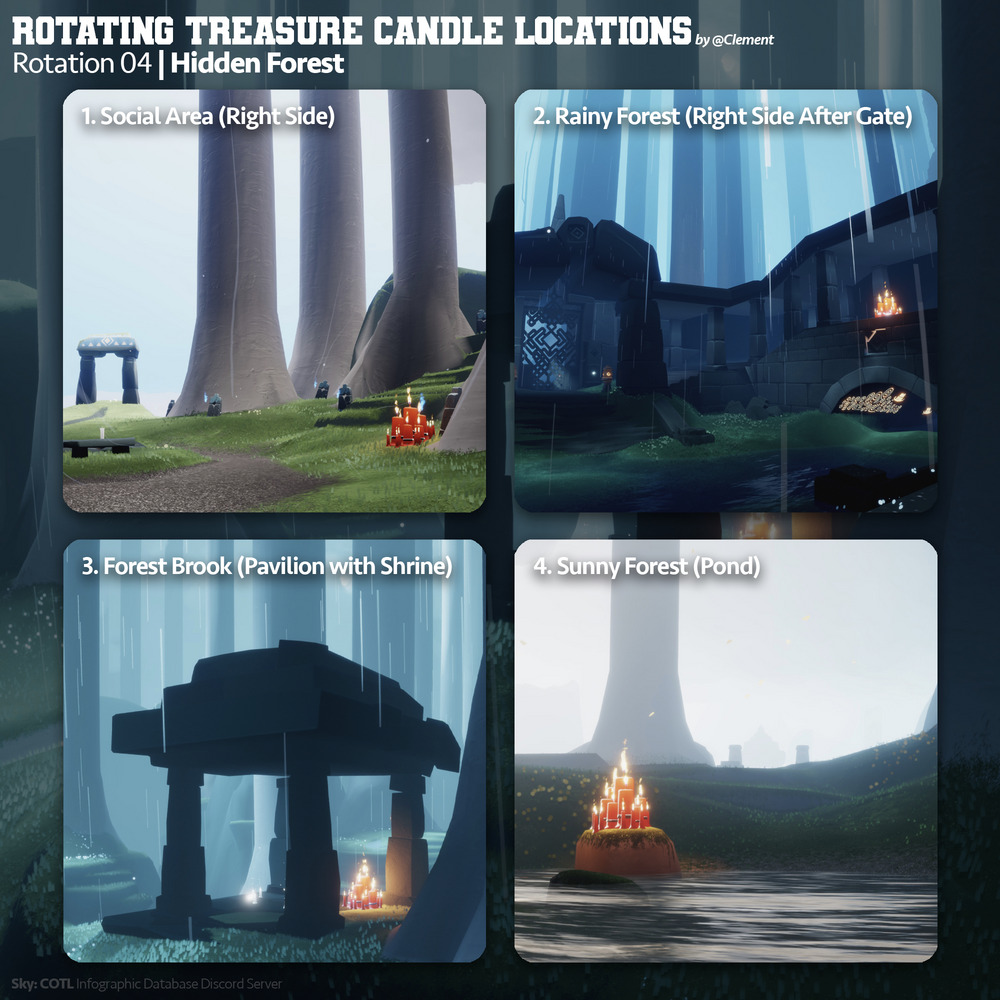 ROTATING TREASURE CANDLE LOCATIONS by @Clement
Rotation 04 | Hidden Forest
1. Social Area (Right Side)
2. Rainy Forest (Right Side After Gate)
3. Forest Brook (Pavilion with Shrine)
4. Sunny Forest (Pond)
Sky: COTL Infographic Database Discord Server